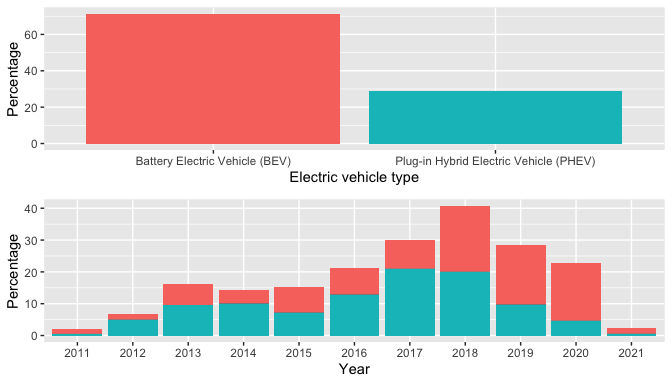 Percentage
60
40
20
0
Battery Electric Vehicle (BEV) Plug-in Hybrid Electric Vehicle (PHEV)
Electric vehicle type
Percentage
40
30
20
10
0
2011 2012 2013 2014 2015 2016 2017 2018 2019 2020 2021
Year